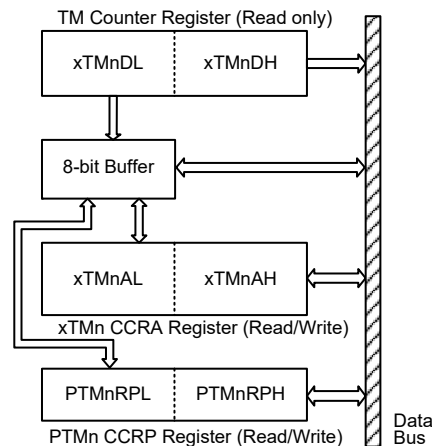 TM Counter Register (Read only)
xTMnDL xTMnDH
8-bit Buffer
xTMnAL xTMnAH
xTMn CCRA Register (Read/Write)
PTMnRPL PTMnRPH
PTMn CCRP Register (Read/Write)
Data
Bus